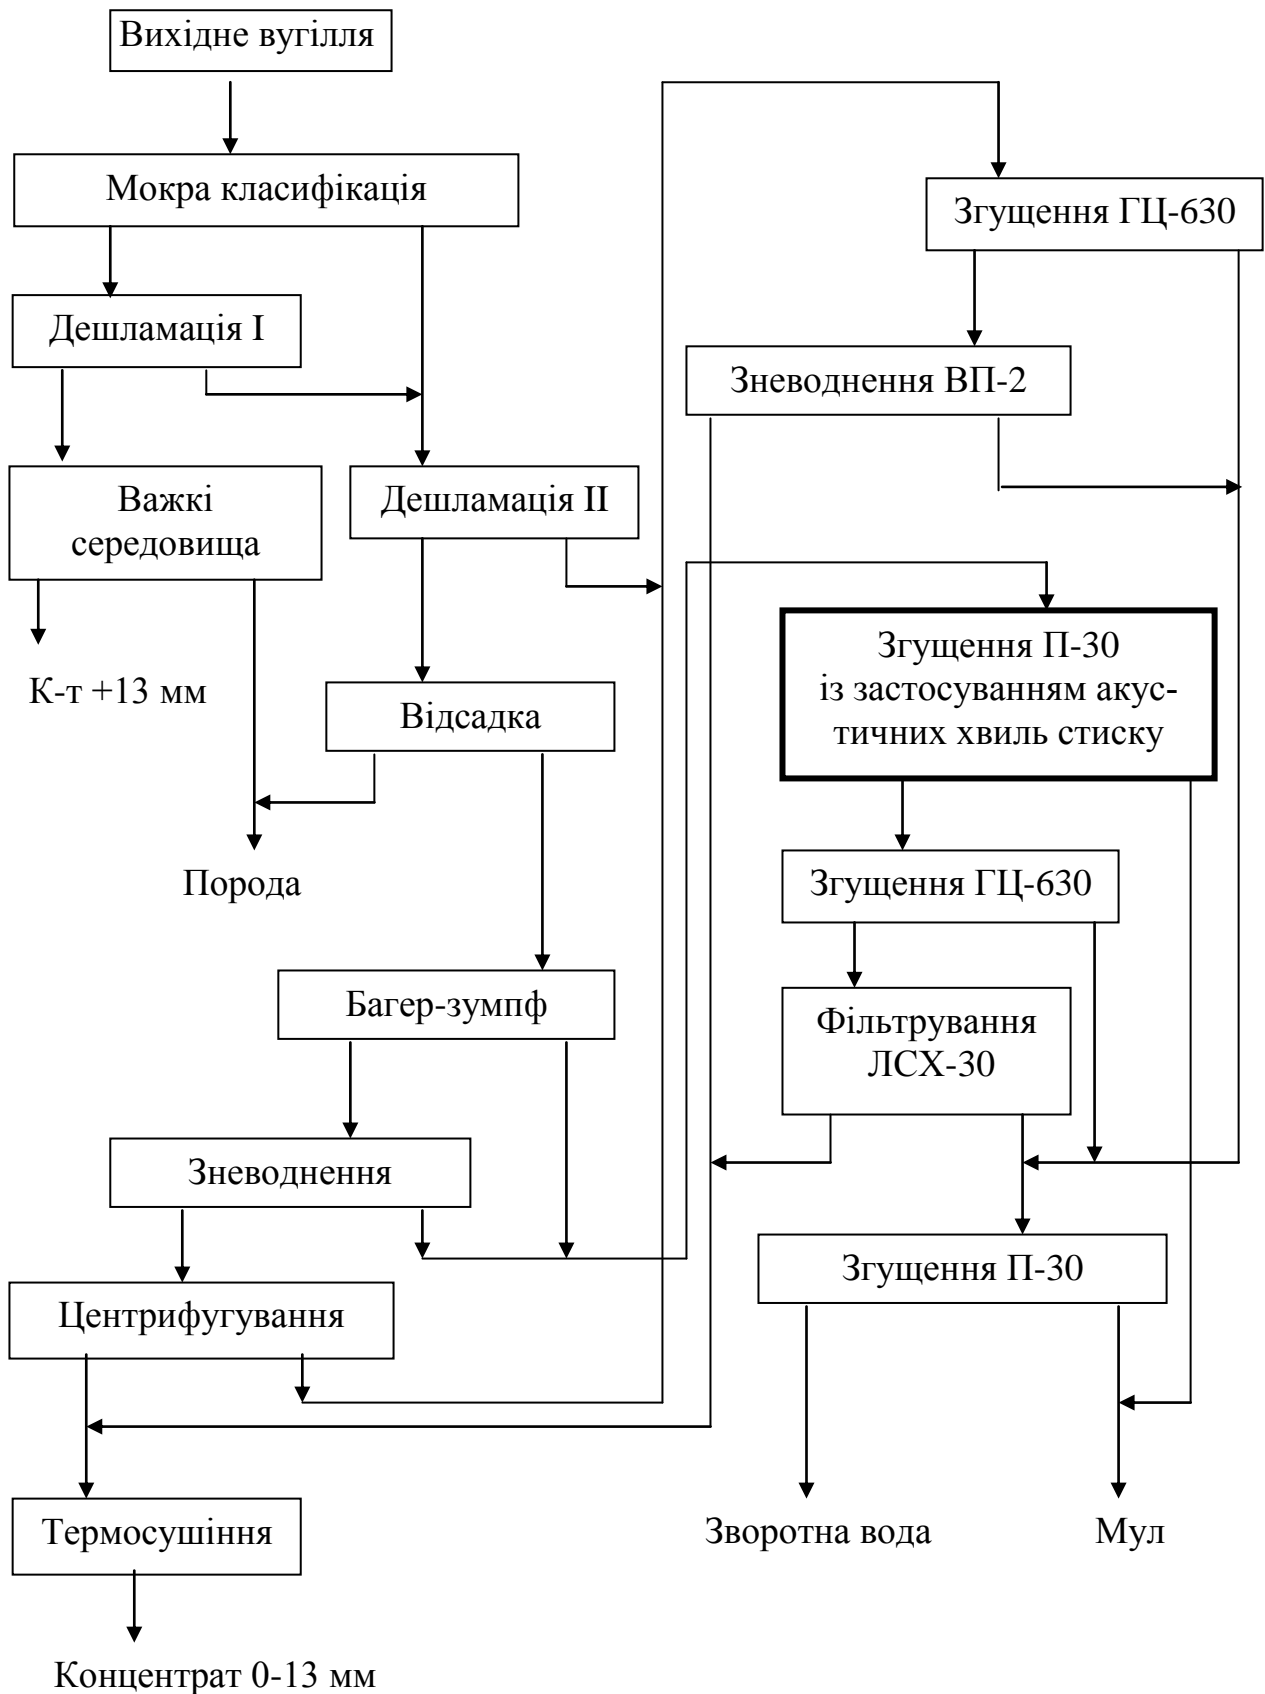 Вихідне вугілля
Мокра класифікація
Згущення ГЦ-630
Дешламація І
Зневоднення ВП-2
Важкі
середовища
Дешламація ІІ
Згущення П-30
із застосуванням акус-
тичних хвиль стиску
К-т +13 мм
Відсадка
Порода
Згущення ГЦ-630
Багер-зумпф
Фільтрування
ЛСХ-30
Зневоднення
Згущення П-30
Центрифугування
Термосушіння
Зворотна вода
Мул
Концентрат 0-13 мм